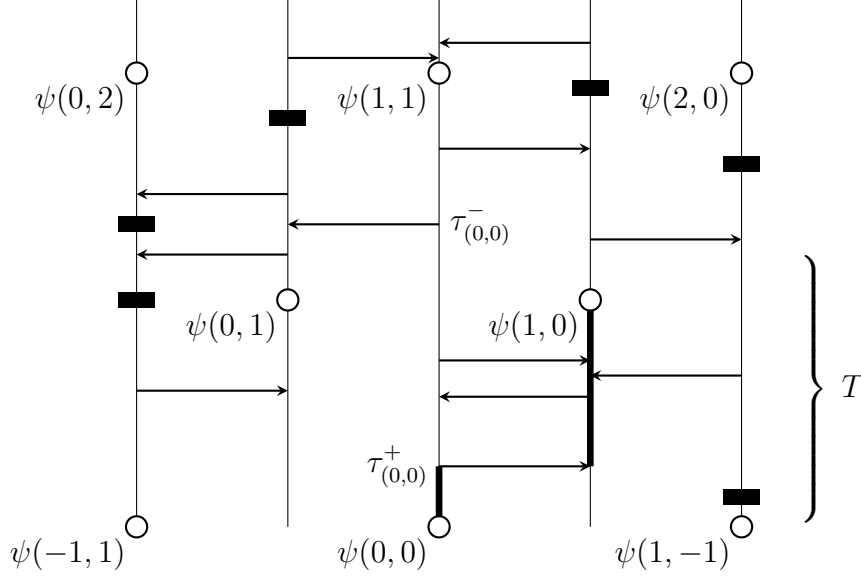 ψ(0, 2)
ψ(1, 1)
ψ(2, 0)
τ⁻₍₀,₀₎
ψ(0, 1)
ψ(1, 0)
T
τ⁺₍₀,₀₎
ψ(−1, 1)
ψ(0, 0)
ψ(1, −1)